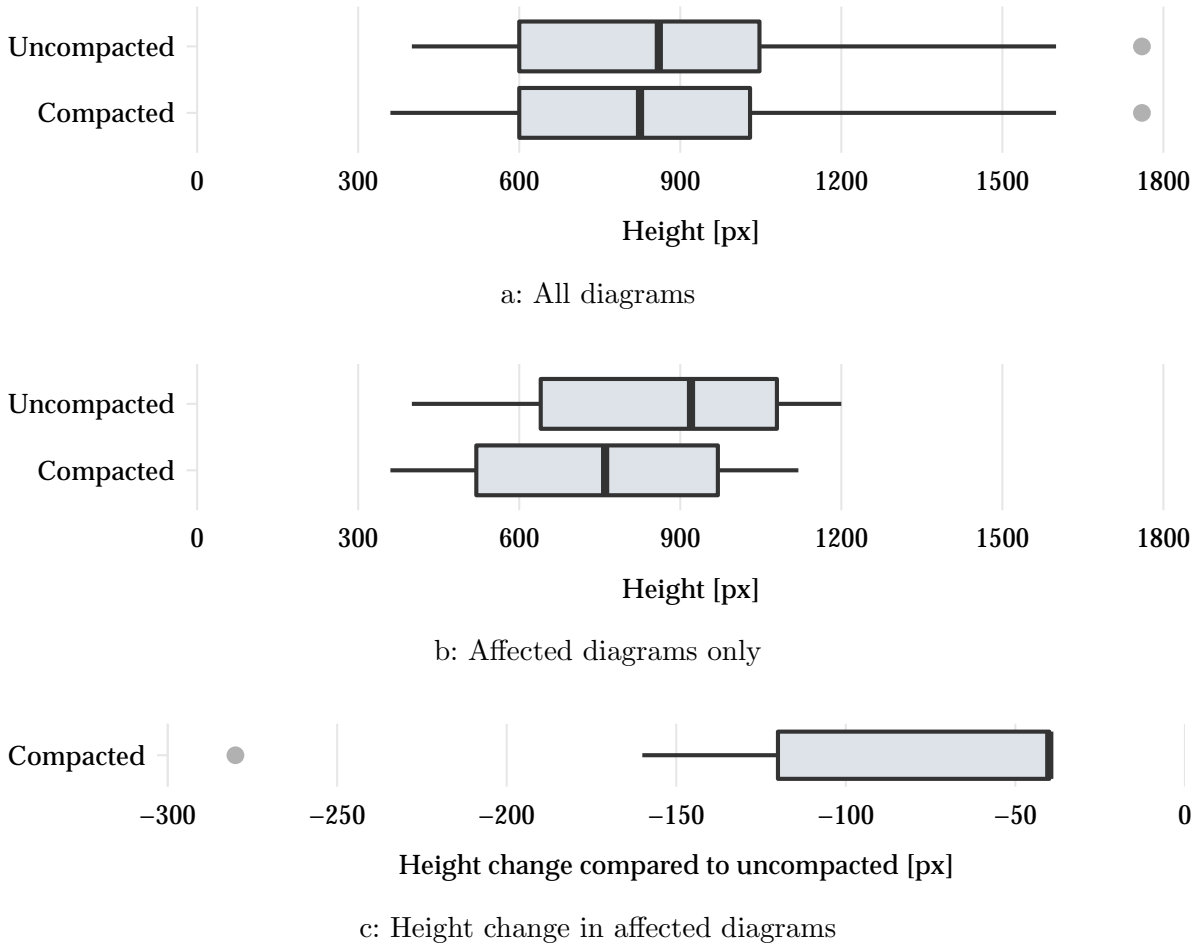 Uncompacted
Compacted
0 300 600 900 1200 1500 1800
Height [px]
a: All diagrams
Uncompacted
Compacted
0 300 600 900 1200 1500 1800
Height [px]
b: Affected diagrams only
Compacted
−300 −250 −200 −150 −100 −50 0
Height change compared to uncompacted [px]
c: Height change in affected diagrams